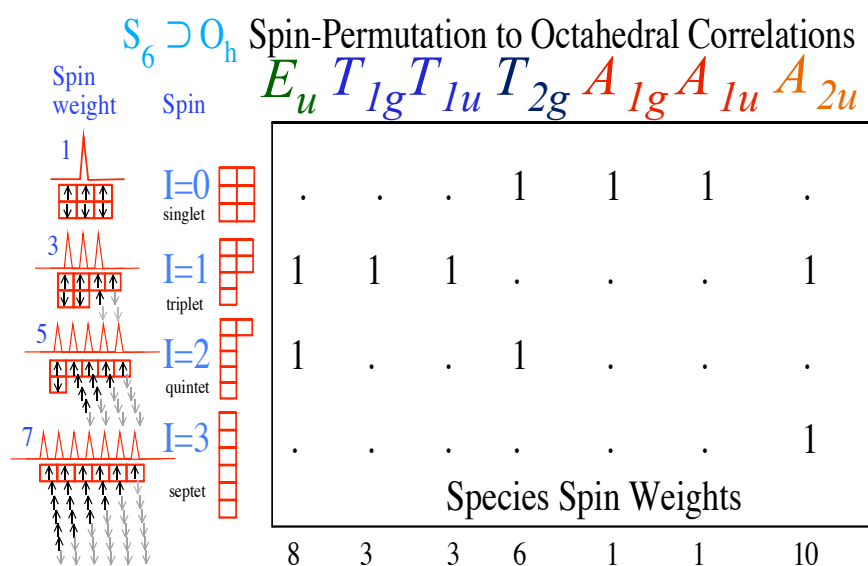 S6 ⊃ Oh Spin-Permutation to Octahedral Correlations
Spin weight Spin Eu T1g T1u T2g A1g A1u A2u
1 I=0 singlet . . . 1 1 1 .
3 I=1 triplet 1 1 1 . . . 1
5 I=2 quintet 1 . . 1 . . .
7 I=3 septet . . . . . . 1
Species Spin Weights
8 3 3 6 1 1 10